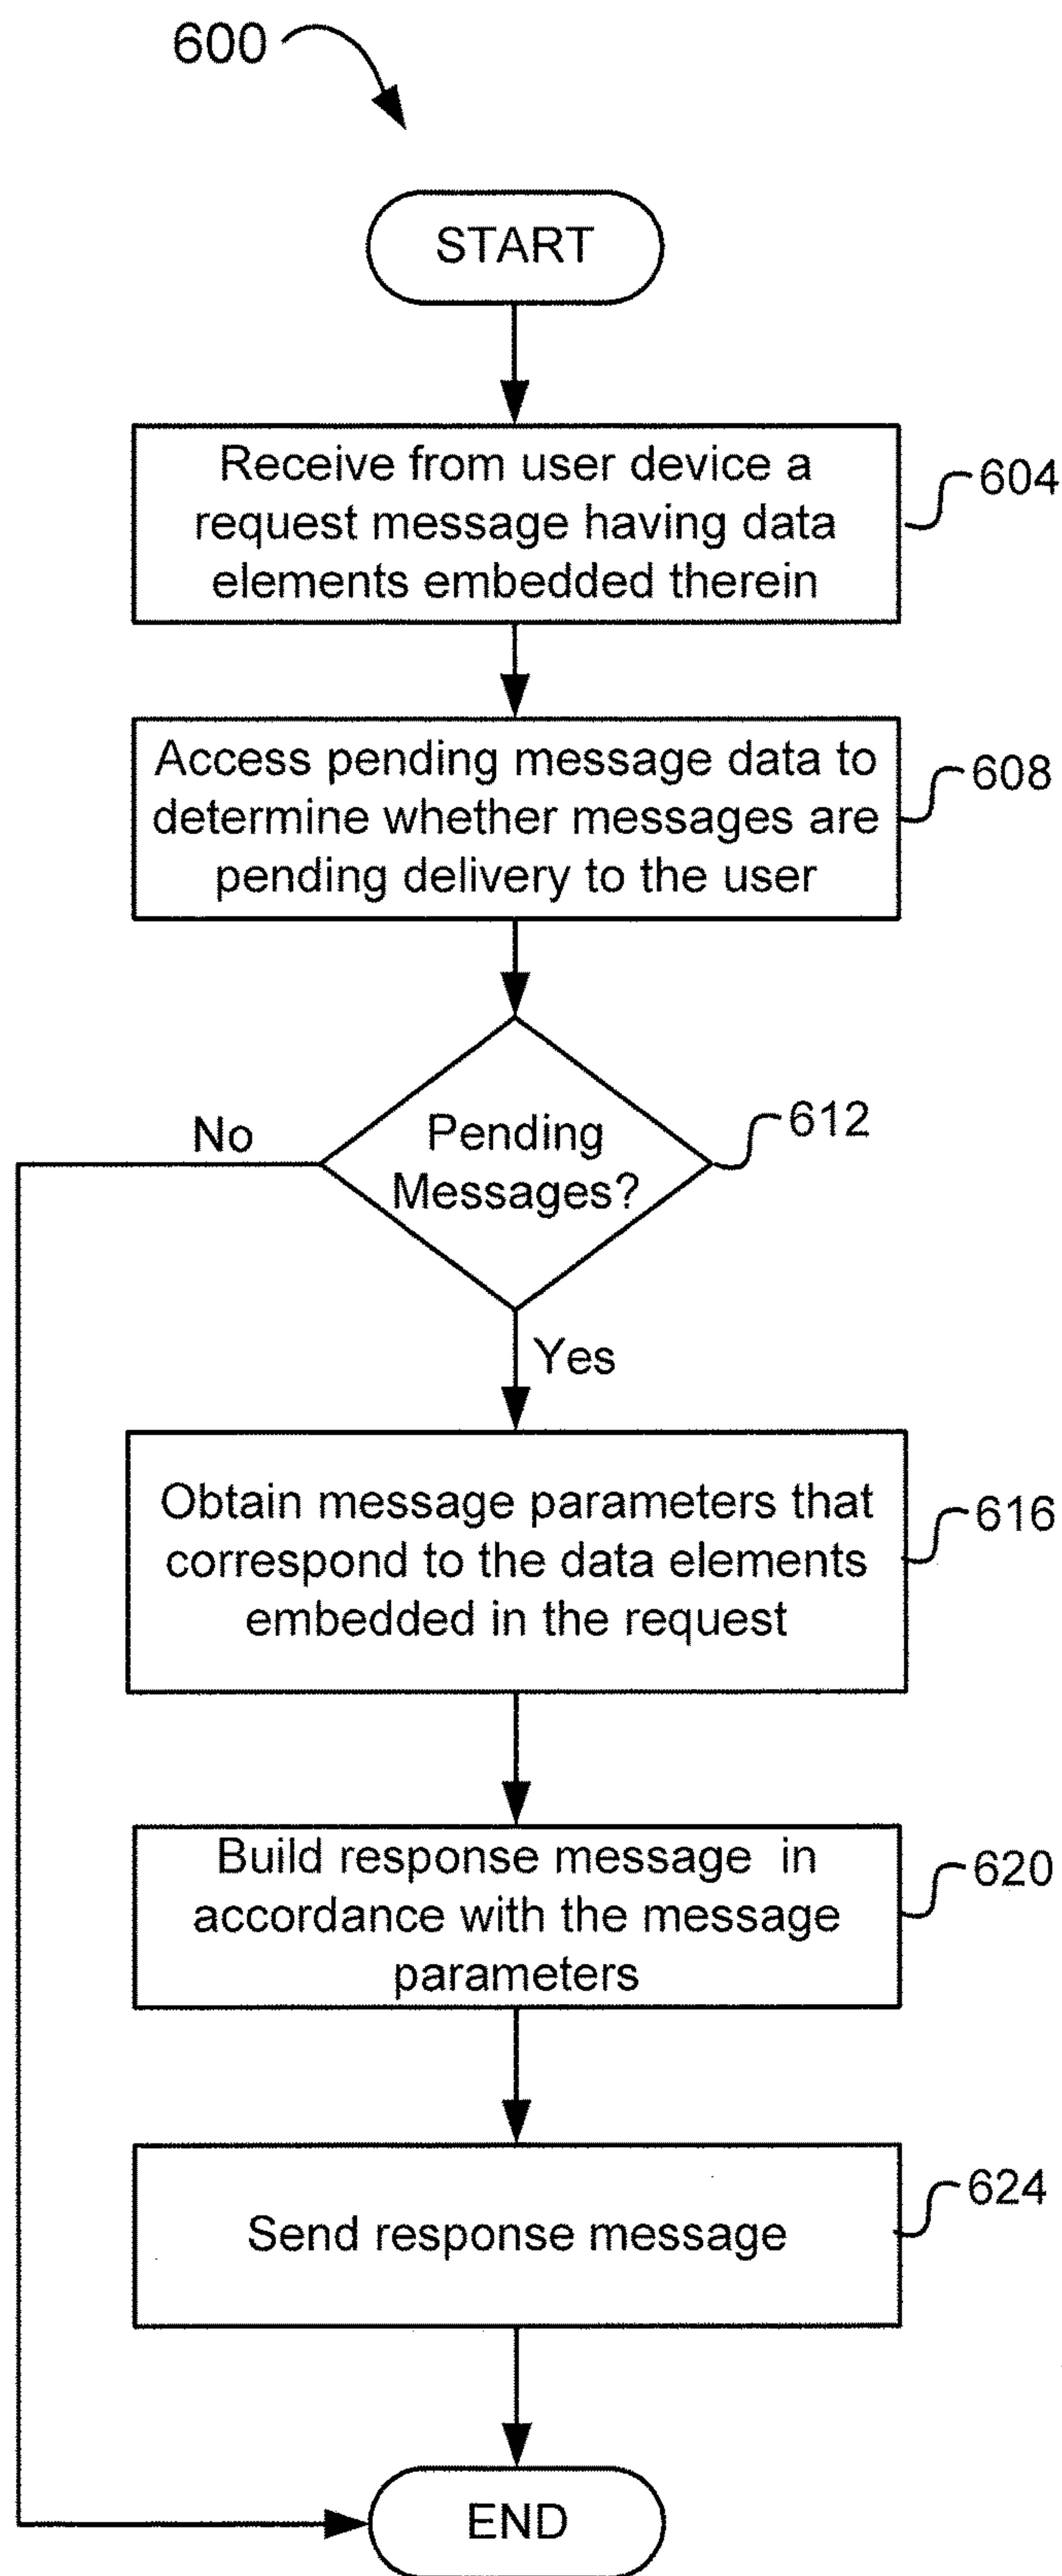 600
START
Receive from user device a
request message having data
elements embedded therein
604
Access pending message data to
determine whether messages are
pending delivery to the user
608
No
Pending
Messages?
612
Yes
Obtain message parameters that
correspond to the data elements
embedded in the request
616
Build response message in
accordance with the message
parameters
620
Send response message
624
END